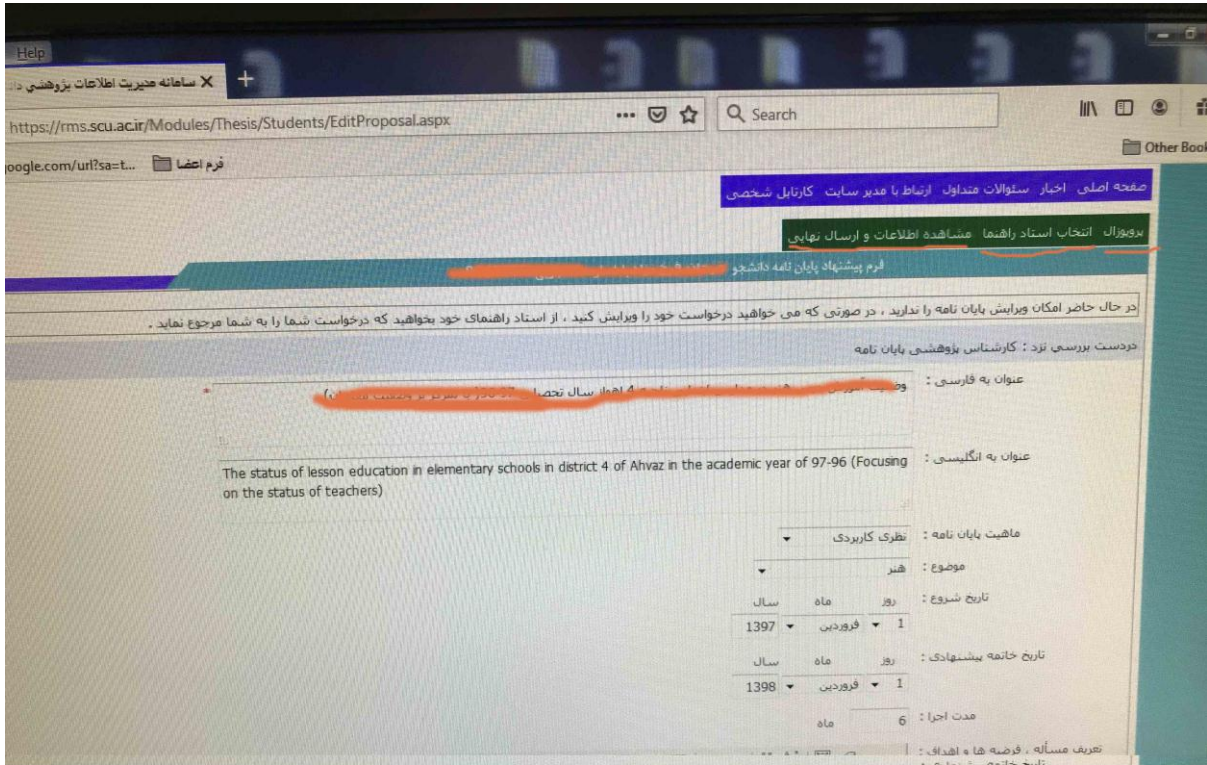 Help
سامانه مدیریت اطلاعات پژوهشی دا
https://rms.scu.ac.ir/Modules/Thesis/Students/EditProposal.aspx
Search
oogle.com/url?sa=t...
فرم اعضا
Other Book
صفحه اصلی اخبار سئوالات متداول ارتباط با مدیر سایت کارتابل شخصی
پروپوزال انتخاب استاد راهنما مشاهده اطلاعات و ارسال نهایی
فرم پیشنهاد پایان نامه دانشجو
در حال حاضر امکان ویرایش پایان نامه را ندارید ، در صورتی که می خواهید درخواست خود را ویرایش کنید ، از استاد راهنمای خود بخواهید که درخواست شما را به شما مرجوع نماید .
دردست بررسی نزد : کارشناس پژوهشی پایان نامه
عنوان به فارسی :
4 اهواز سال تحصیلی
*
عنوان به انگلیسی :
The status of lesson education in elementary schools in district 4 of Ahvaz in the academic year of 97-96 (Focusing
on the status of teachers)
ماهیت پایان نامه : نظری کاربردی
موضوع : هنر
تاریخ شروع : روز ماه سال
1 فروردین 1397
تاریخ خاتمه پیشنهادی : روز ماه سال
1 فروردین 1398
مدت اجرا : 6 ماه
تعریف مسأله ، فرضیه ها و اهداف :